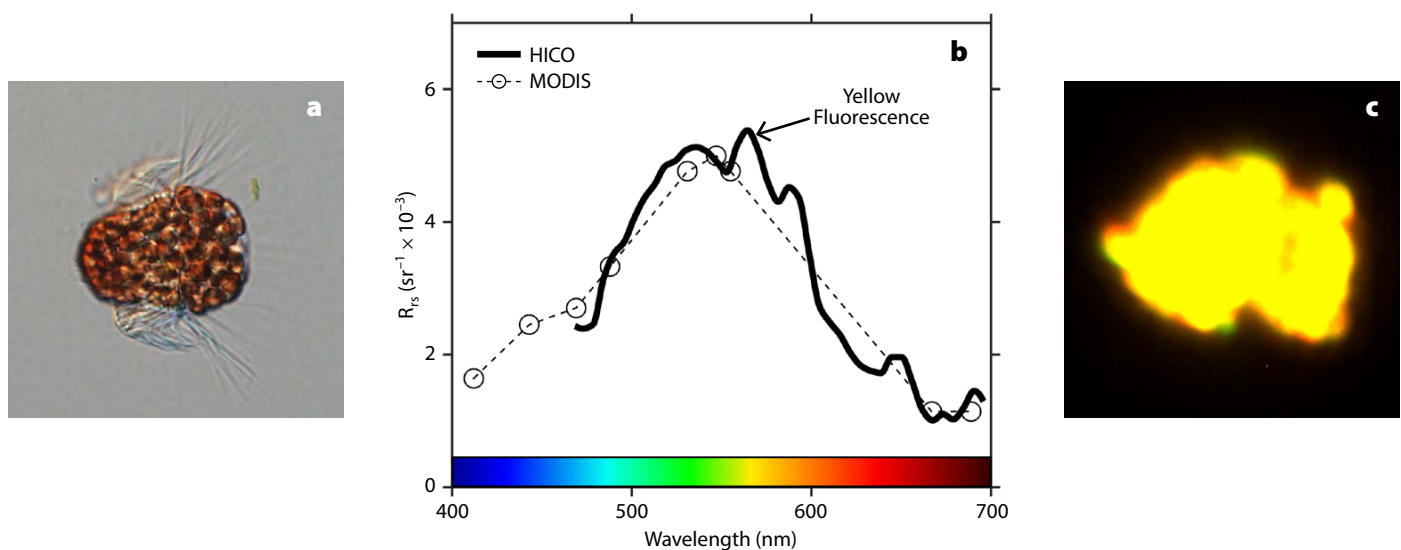 a
b
HICO
MODIS
Yellow
Fluorescence
c
6
4
2
0
400
500
600
700
Rrs (sr−1 × 10−3)
Wavelength (nm)